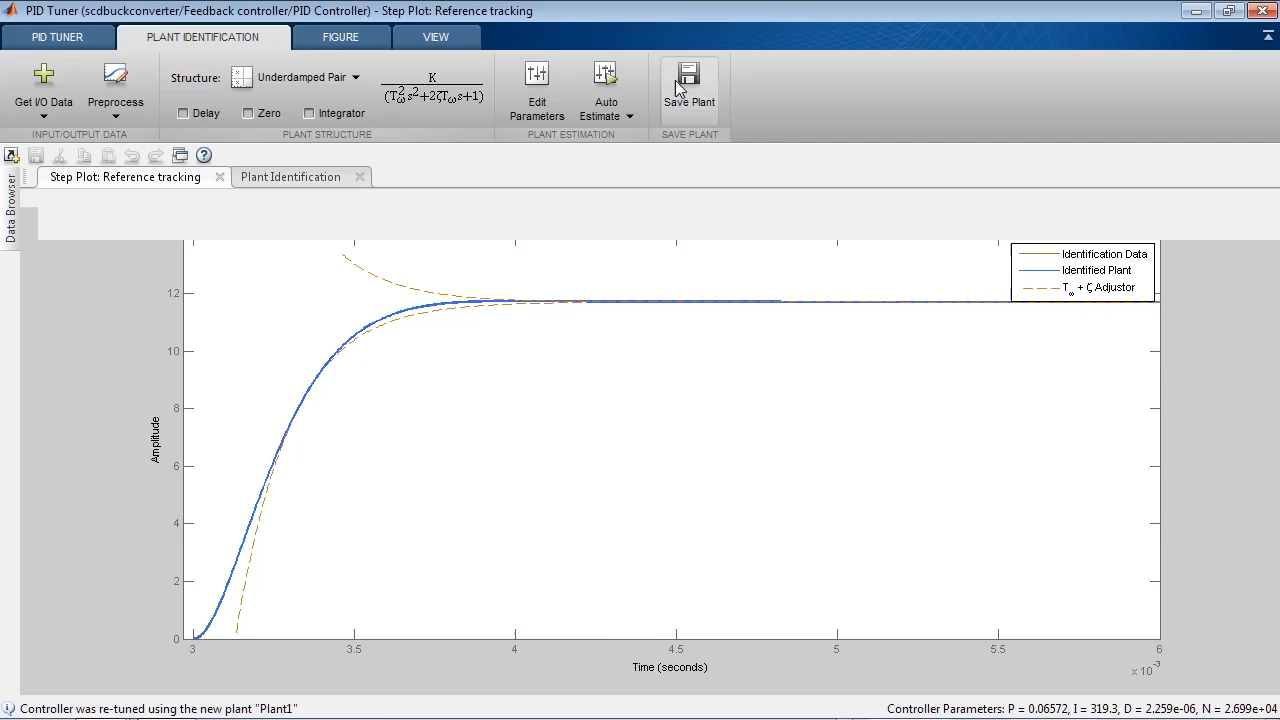 PID Tuner (scdbuckconverter/Feedback controller/PID Controller) - Step Plot: Reference tracking
PID TUNER
PLANT IDENTIFICATION
FIGURE
VIEW
Get I/O Data
Preprocess
INPUT/OUTPUT DATA
Structure:
Underdamped Pair
K
(Tω²s²+2ζTωs+1)
Delay
Zero
Integrator
PLANT STRUCTURE
Edit
Parameters
Auto
Estimate
PLANT ESTIMATION
Save Plant
SAVE PLANT
Data Browser
Step Plot: Reference tracking
Plant Identification
Identification Data
Identified Plant
T∞ + ζ Adjustor
Amplitude
12
10
8
6
4
2
0
3
3.5
4
4.5
5
5.5
6
Time (seconds)
x 10⁻³
Controller was re-tuned using the new plant "Plant1"
Controller Parameters: P = 0.06572, I = 319.3, D = 2.259e-06, N = 2.699e+04